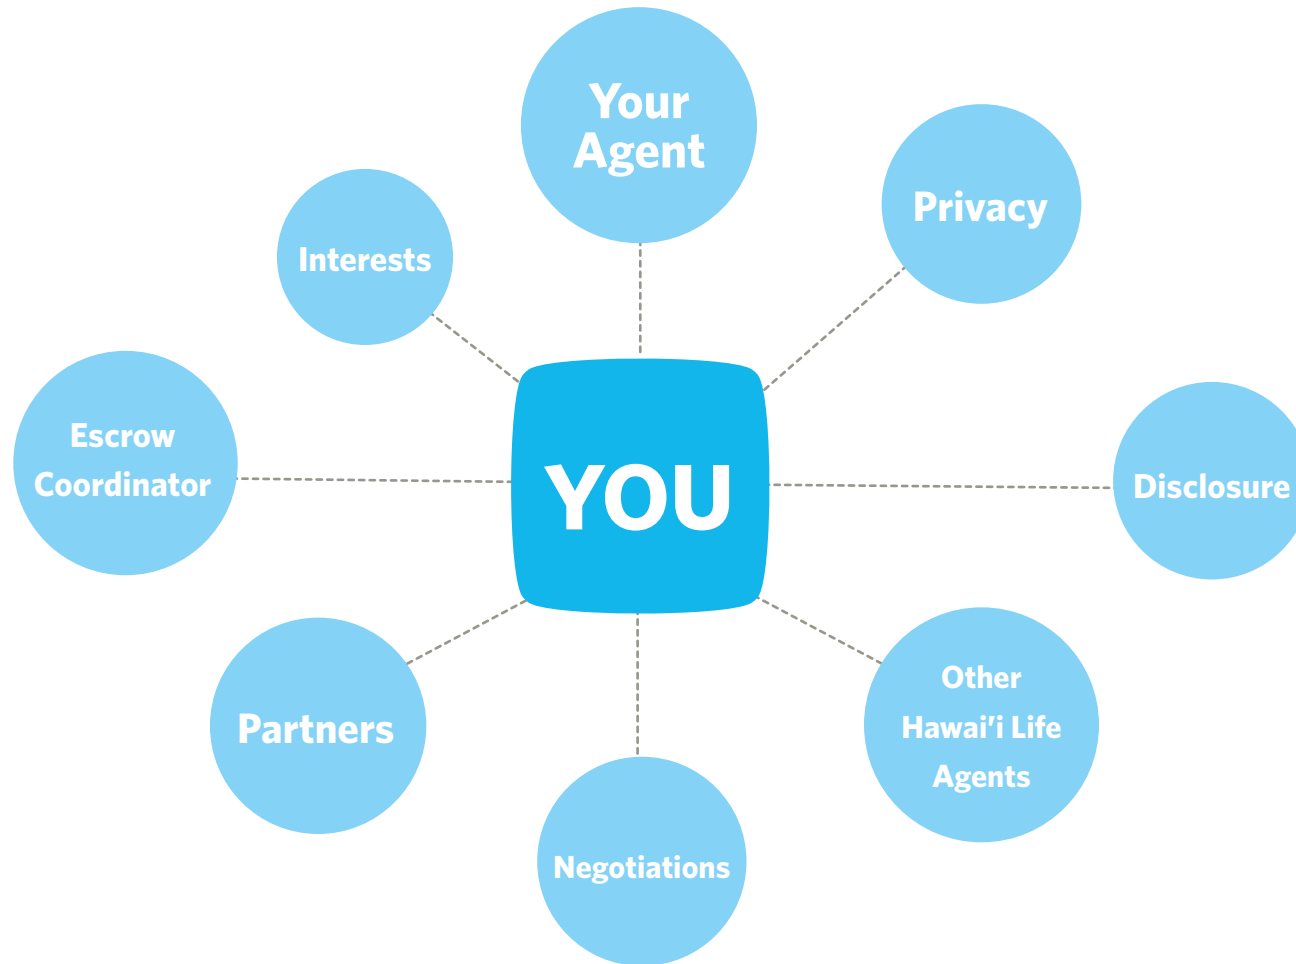 Your
Agent
Privacy
Interests
Escrow
Coordinator
YOU
Disclosure
Partners
Other
Hawai'i Life
Agents
Negotiations